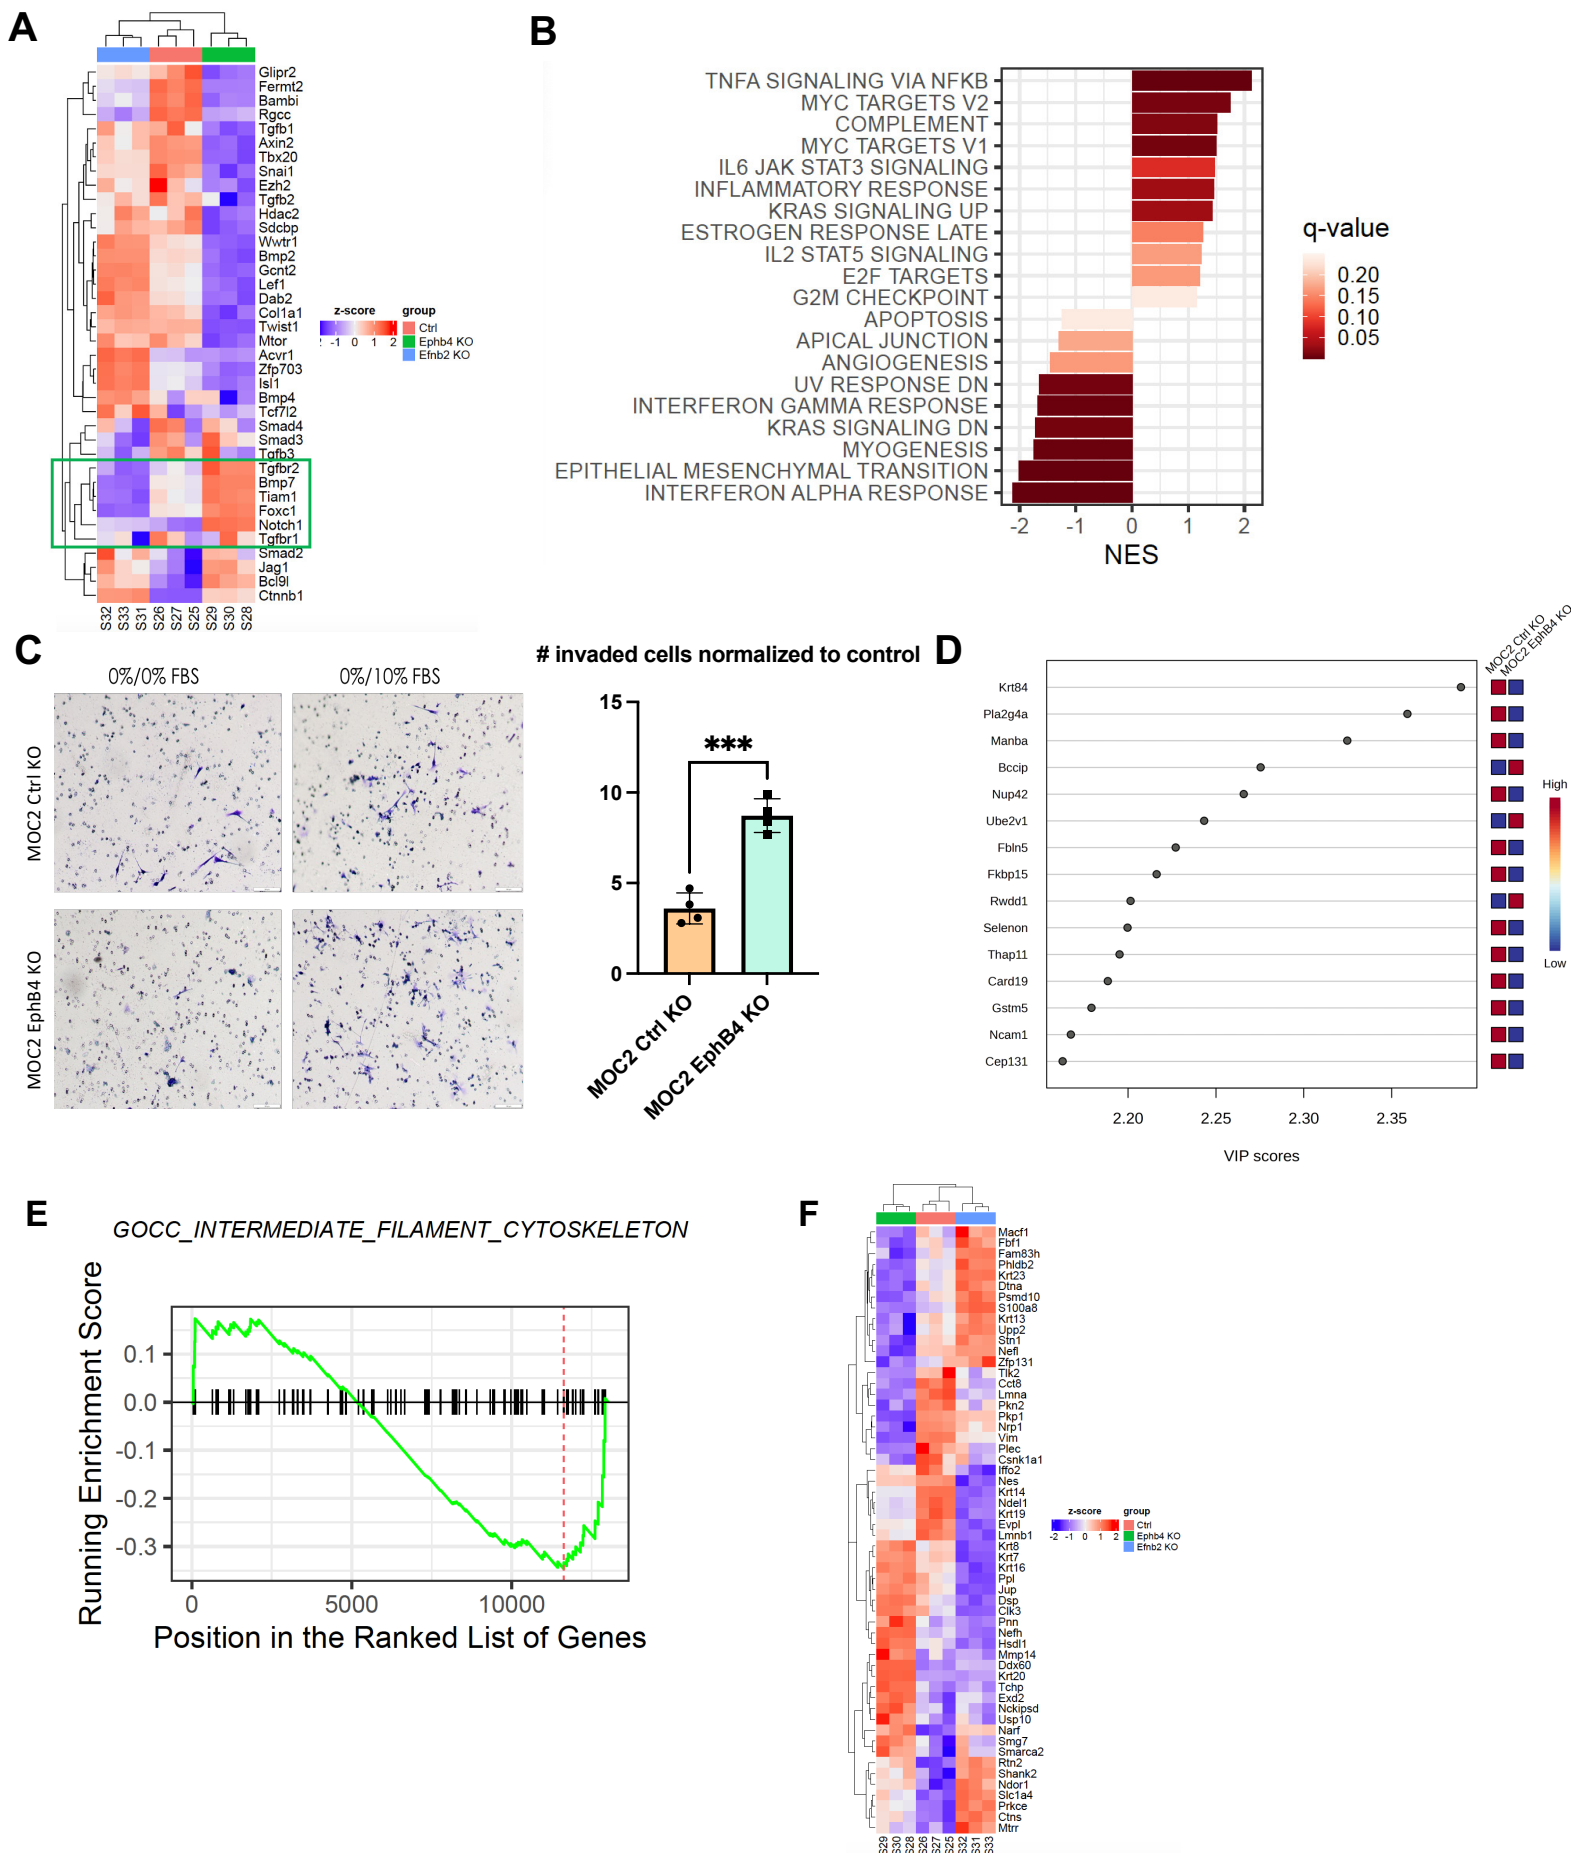 A
Glipr2
Fermt2
Bambi
Rgcc
Tgfb1
Axin2
Tbx20
Snai1
Ezh2
Tgfb2
Hdac2
Sdcbp
Wwtr1
Bmp2
Gcnt2
Lef1
Dab2
Col1a1
Twist1
Mtor
Acvr1
Zfp703
Isl1
Bmp4
Tcf7l2
Smad4
Smad3
Tgfb3
Tgfbr2
Bmp7
Tiam1
Foxc1
Notch1
Tgfbr1
Smad2
Jag1
Bcl9l
Ctnnb1
S32 S33 S31 S26 S27 S25 S29 S30 S28
z-score group
-1 0 1 2
Ctrl
Ephb4 KO
Efnb2 KO
B
TNFA SIGNALING VIA NFKB
MYC TARGETS V2
COMPLEMENT
MYC TARGETS V1
IL6 JAK STAT3 SIGNALING
INFLAMMATORY RESPONSE
KRAS SIGNALING UP
ESTROGEN RESPONSE LATE
IL2 STAT5 SIGNALING
E2F TARGETS
G2M CHECKPOINT
APOPTOSIS
APICAL JUNCTION
ANGIOGENESIS
UV RESPONSE DN
INTERFERON GAMMA RESPONSE
KRAS SIGNALING DN
MYOGENESIS
EPITHELIAL MESENCHYMAL TRANSITION
INTERFERON ALPHA RESPONSE
-2 -1 0 1 2
NES
q-value
0.20
0.15
0.10
0.05
C
0%/0% FBS 0%/10% FBS
MOC2 Ctrl KO
MOC2 EphB4 KO
# invaded cells normalized to control
15
10
5
0
***
MOC2 Ctrl KO
MOC2 EphB4 KO
D
MOC2 Ctrl KO
MOC2 EphB4 KO
Krt84
Pla2g4a
Manba
Bccip
Nup42
Ube2v1
Fbln5
Fkbp15
Rwdd1
Selenon
Thap11
Card19
Gstm5
Ncam1
Cep131
2.20 2.25 2.30 2.35
VIP scores
High
Low
E
GOCC_INTERMEDIATE_FILAMENT_CYTOSKELETON
Running Enrichment Score
0.1
0.0
-0.1
-0.2
-0.3
0 5000 10000
Position in the Ranked List of Genes
F
Macf1
Fbf1
Fam83h
Phldb2
Krt23
Dtna
Psmd10
S100a8
Krt13
Upp2
Stn1
Nefl
Zfp131
Tlk2
Cct8
Lmna
Pkn2
Pkp1
Nrp1
Vim
Plec
Csnk1a1
Iffo2
Nes
Krt14
Ndel1
Krt19
Evpl
Lmnb1
Krt8
Krt7
Krt16
Ppl
Jup
Dsp
Clk3
Pnn
Nefh
Hsdl1
Mmp14
Ddx60
Krt20
Tchp
Exd2
Nckipsd
Usp10
Narf
Smg7
Smarca2
Rtn2
Shank2
Ndor1
Slc1a4
Prkce
Ctns
Mtrr
S29 S30 S28 S26 S27 S25 S32 S31 S33
z-score group
-2 -1 0 1 2
Ctrl
Ephb4 KO
Efnb2 KO